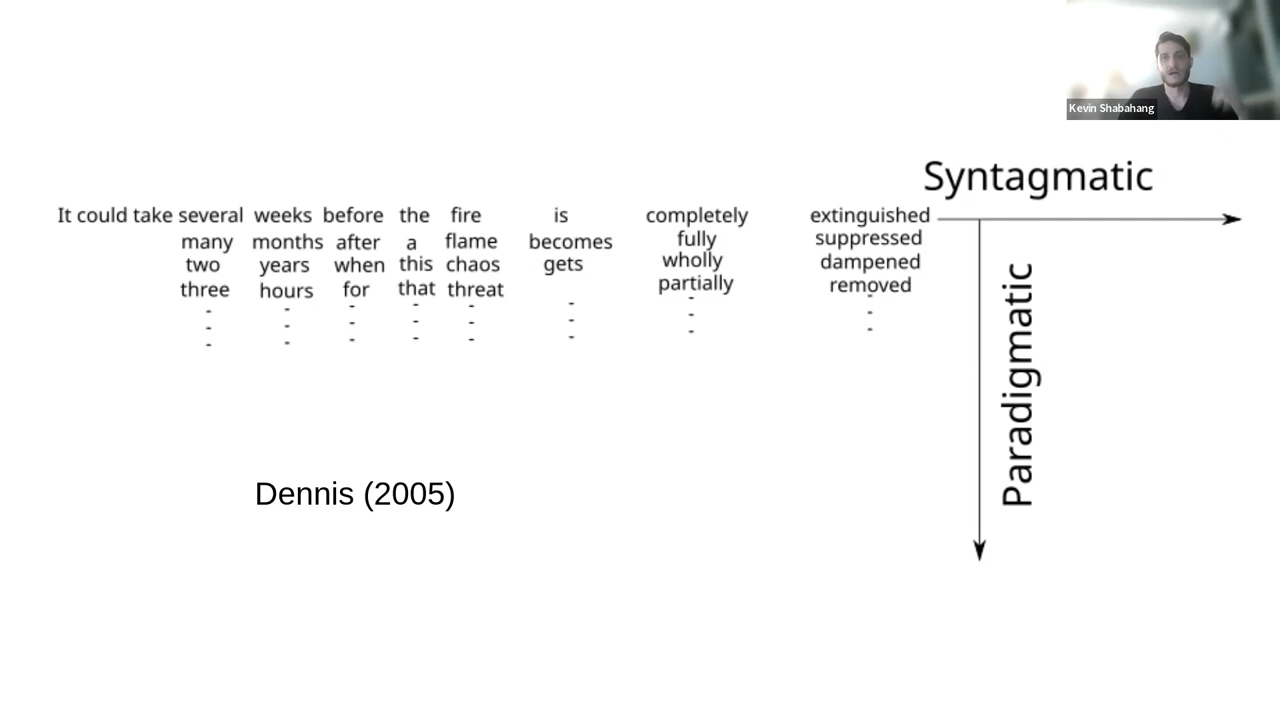 Kevin Shabahang
Syntagmatic
It could take several weeks before the fire is completely extinguished
many months after a flame becomes fully suppressed
two years when this chaos gets wholly dampened
three hours for that threat partially removed
Paradigmatic
Dennis (2005)